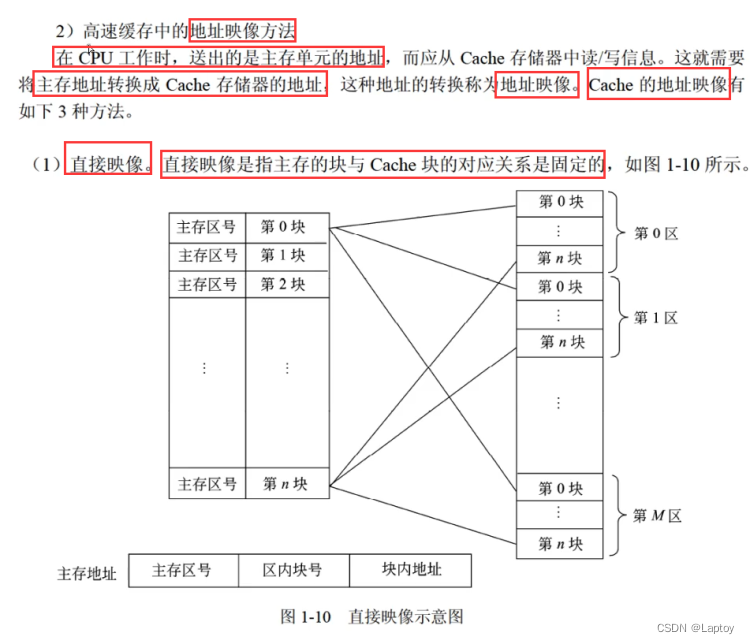 2）高速缓存中的地址映像方法
在 CPU 工作时，送出的是主存单元的地址，而应从 Cache 存储器中读/写信息。这就需要
将主存地址转换成 Cache 存储器的地址，这种地址的转换称为地址映像。Cache 的地址映像有
如下 3 种方法。
（1）直接映像。直接映像是指主存的块与 Cache 块的对应关系是固定的，如图 1-10 所示。
主存区号 第 0 块
主存区号 第 1 块
主存区号 第 2 块
⋮ ⋮
主存区号 第 n 块
第 0 块
⋮
第 n 块
第 0 区
第 0 块
⋮
第 n 块
第 1 区
⋮
第 0 块
⋮
第 n 块
第 M 区
主存地址 主存区号 区内块号 块内地址
图 1-10 直接映像示意图
CSDN @Laptoy